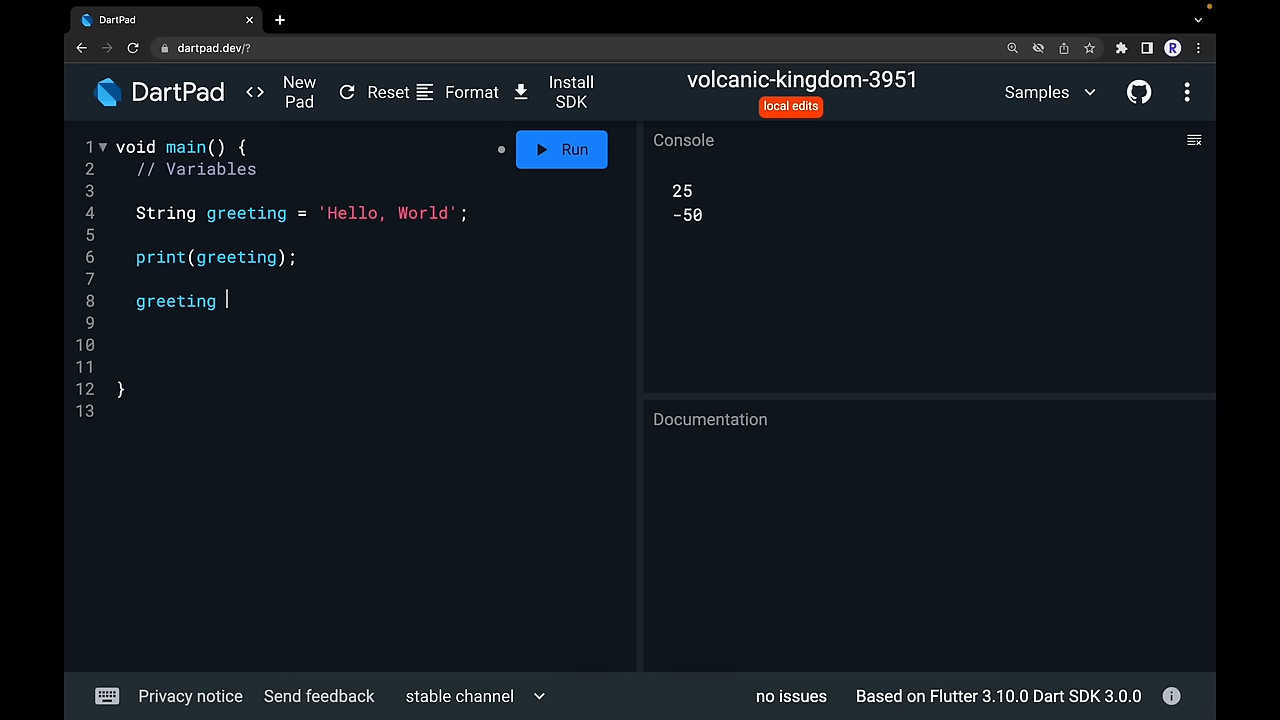 DartPad
dartpad.dev/?
R
DartPad
New Pad
Reset
Format
Install SDK
volcanic-kingdom-3951
local edits
Samples
Run
1 void main() {
2 // Variables
3
4 String greeting = 'Hello, World';
5
6 print(greeting);
7
8 greeting
9
10
11
12 }
13
Console
25
-50
Documentation
Privacy notice
Send feedback
stable channel
no issues
Based on Flutter 3.10.0 Dart SDK 3.0.0